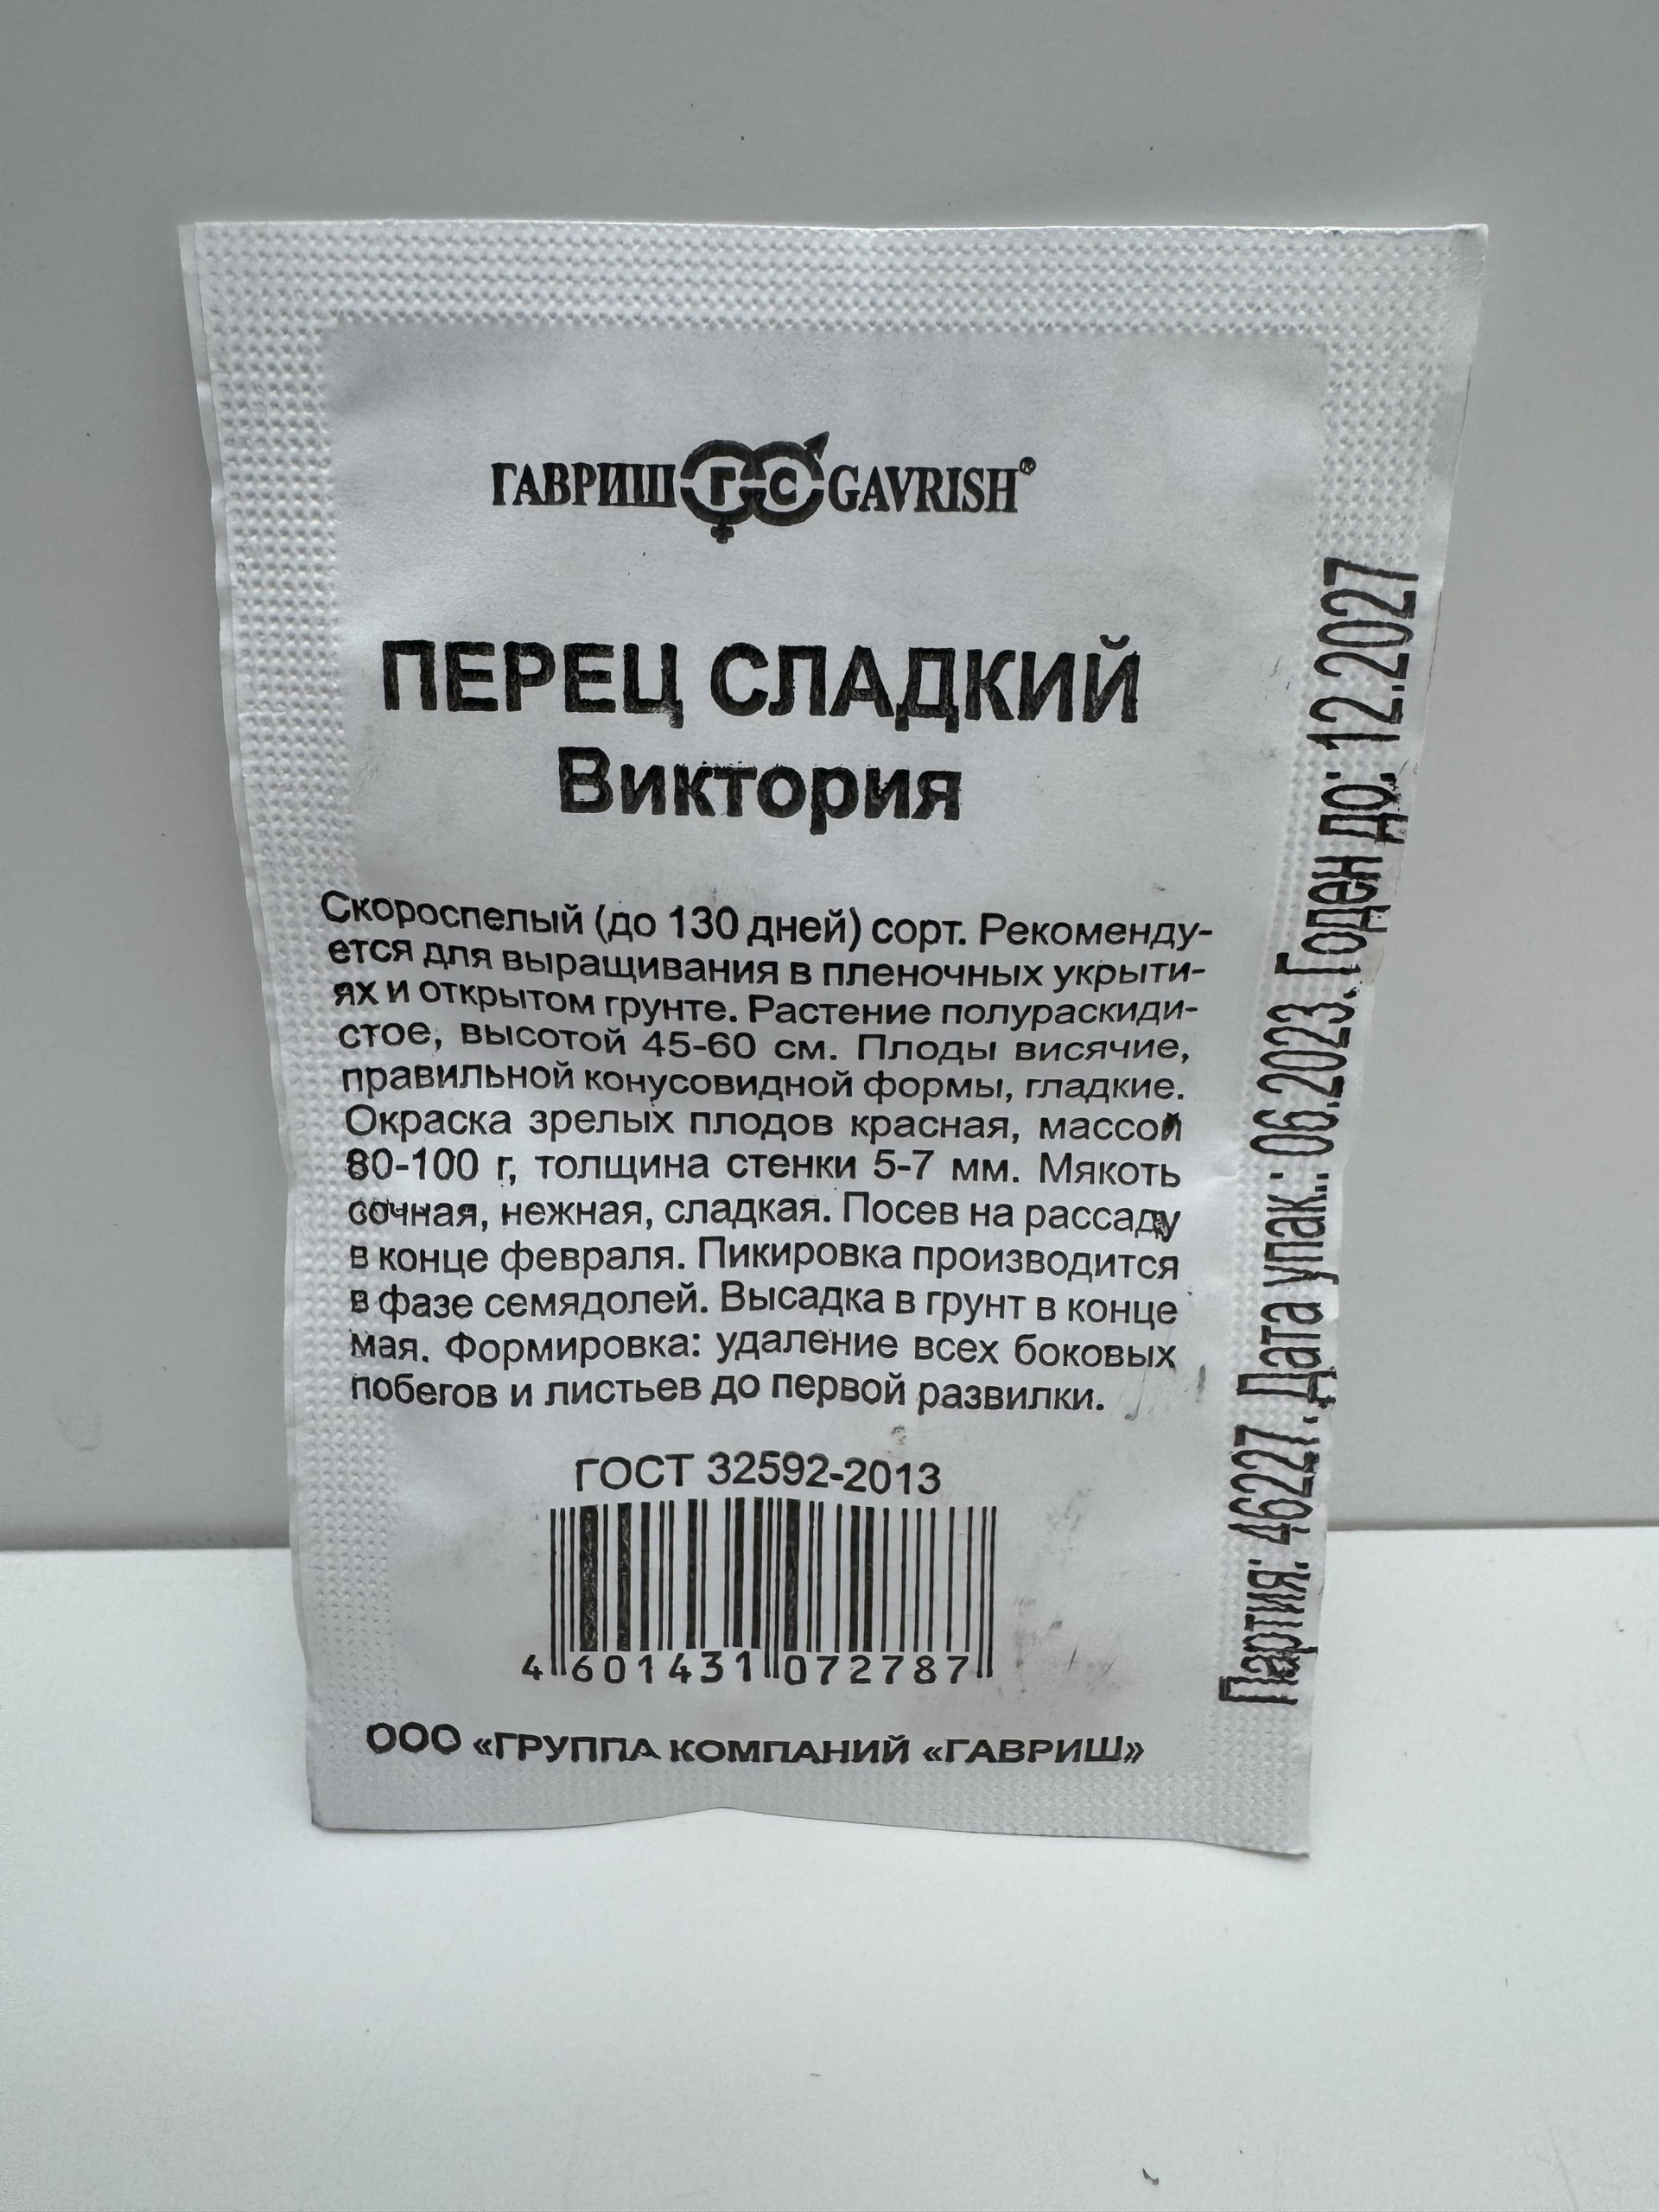 ГАВРИШ ГС GAVRISH®
ПЕРЕЦ СЛАДКИЙ
Виктория
Скороспелый (до 130 дней) сорт. Рекоменду-
ется для выращивания в пленочных укрыти-
ях и открытом грунте. Растение полураскиди-
стое, высотой 45-60 см. Плоды висячие,
правильной конусовидной формы, гладкие.
Окраска зрелых плодов красная, массой
80-100 г, толщина стенки 5-7 мм. Мякоть
сочная, нежная, сладкая. Посев на рассаду
в конце февраля. Пикировка производится
в фазе семядолей. Высадка в грунт в конце
мая. Формировка: удаление всех боковых
побегов и листьев до первой развилки.
ГОСТ 32592-2013
4 601431 072787
ООО «ГРУППА КОМПАНИЙ «ГАВРИШ»
Партия: 46227. Дата упак.: 06.2023. Годен до: 12.2027